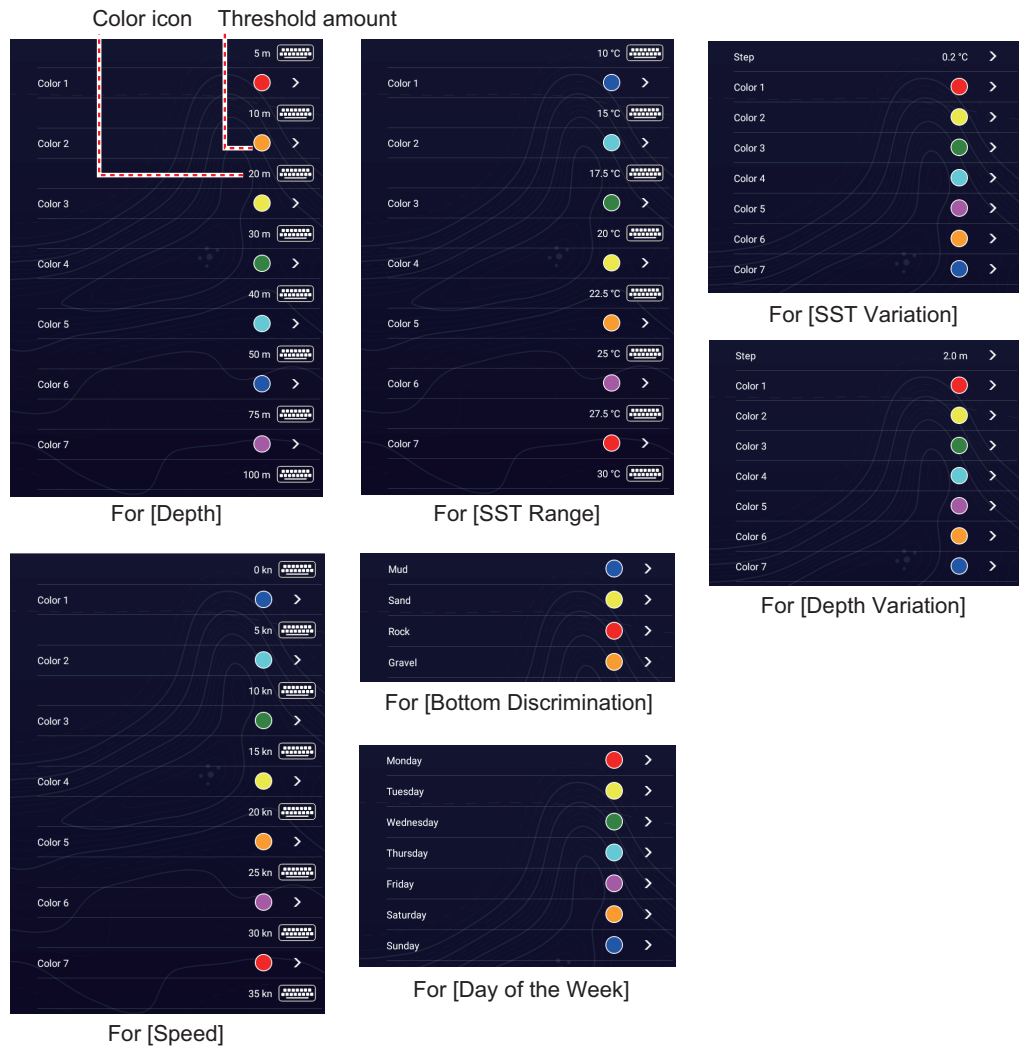 Color icon Threshold amount
5 m
Color 1
10 m
Color 2
20 m
Color 3
30 m
Color 4
40 m
Color 5
50 m
Color 6
75 m
Color 7
100 m
For [Depth]
10 °C
Color 1
15 °C
Color 2
17.5 °C
Color 3
20 °C
Color 4
22.5 °C
Color 5
25 °C
Color 6
27.5 °C
Color 7
30 °C
For [SST Range]
Step 0.2 °C
Color 1
Color 2
Color 3
Color 4
Color 5
Color 6
Color 7
For [SST Variation]
Step 2.0 m
Color 1
Color 2
Color 3
Color 4
Color 5
Color 6
Color 7
For [Depth Variation]
0 kn
Color 1
5 kn
Color 2
10 kn
Color 3
15 kn
Color 4
20 kn
Color 5
25 kn
Color 6
30 kn
Color 7
35 kn
For [Speed]
Mud
Sand
Rock
Gravel
For [Bottom Discrimination]
Monday
Tuesday
Wednesday
Thursday
Friday
Saturday
Sunday
For [Day of the Week]